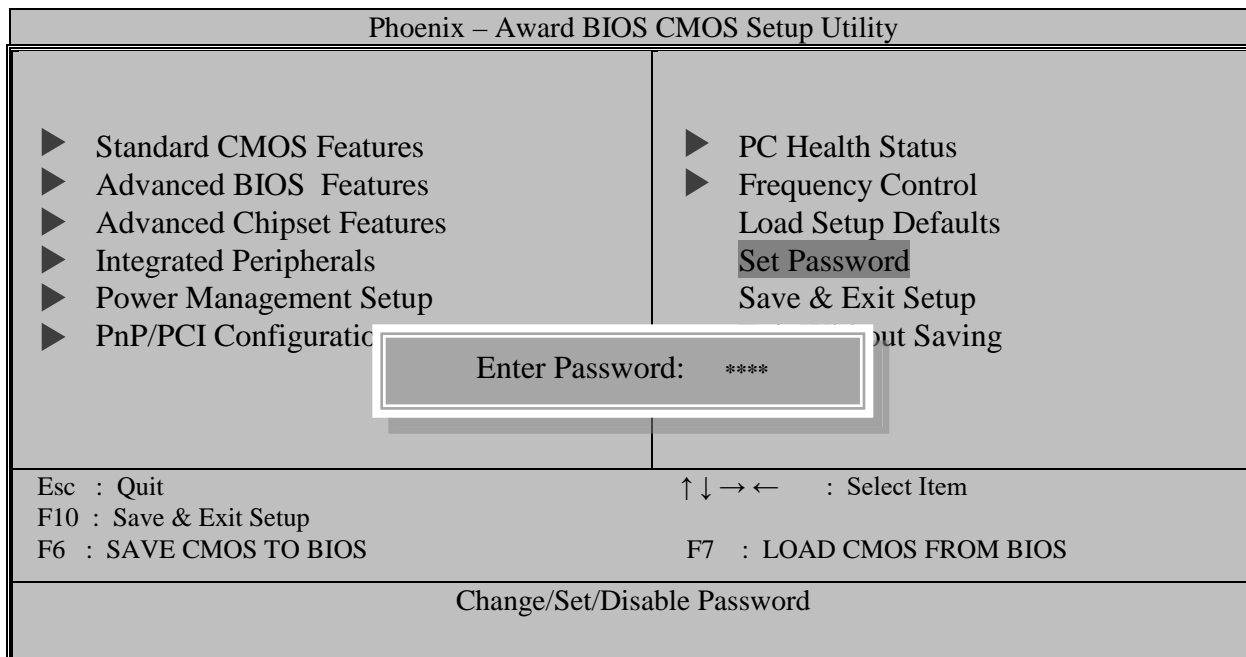 Phoenix – Award BIOS CMOS Setup Utility
Standard CMOS Features
Advanced BIOS Features
Advanced Chipset Features
Integrated Peripherals
Power Management Setup
PnP/PCI Configuratio
PC Health Status
Frequency Control
Load Setup Defaults
Set Password
Save & Exit Setup
out Saving
Enter Password: ****
Esc : Quit
↑ ↓ → ← : Select Item
F10 : Save & Exit Setup
F6 : SAVE CMOS TO BIOS
F7 : LOAD CMOS FROM BIOS
Change/Set/Disable Password